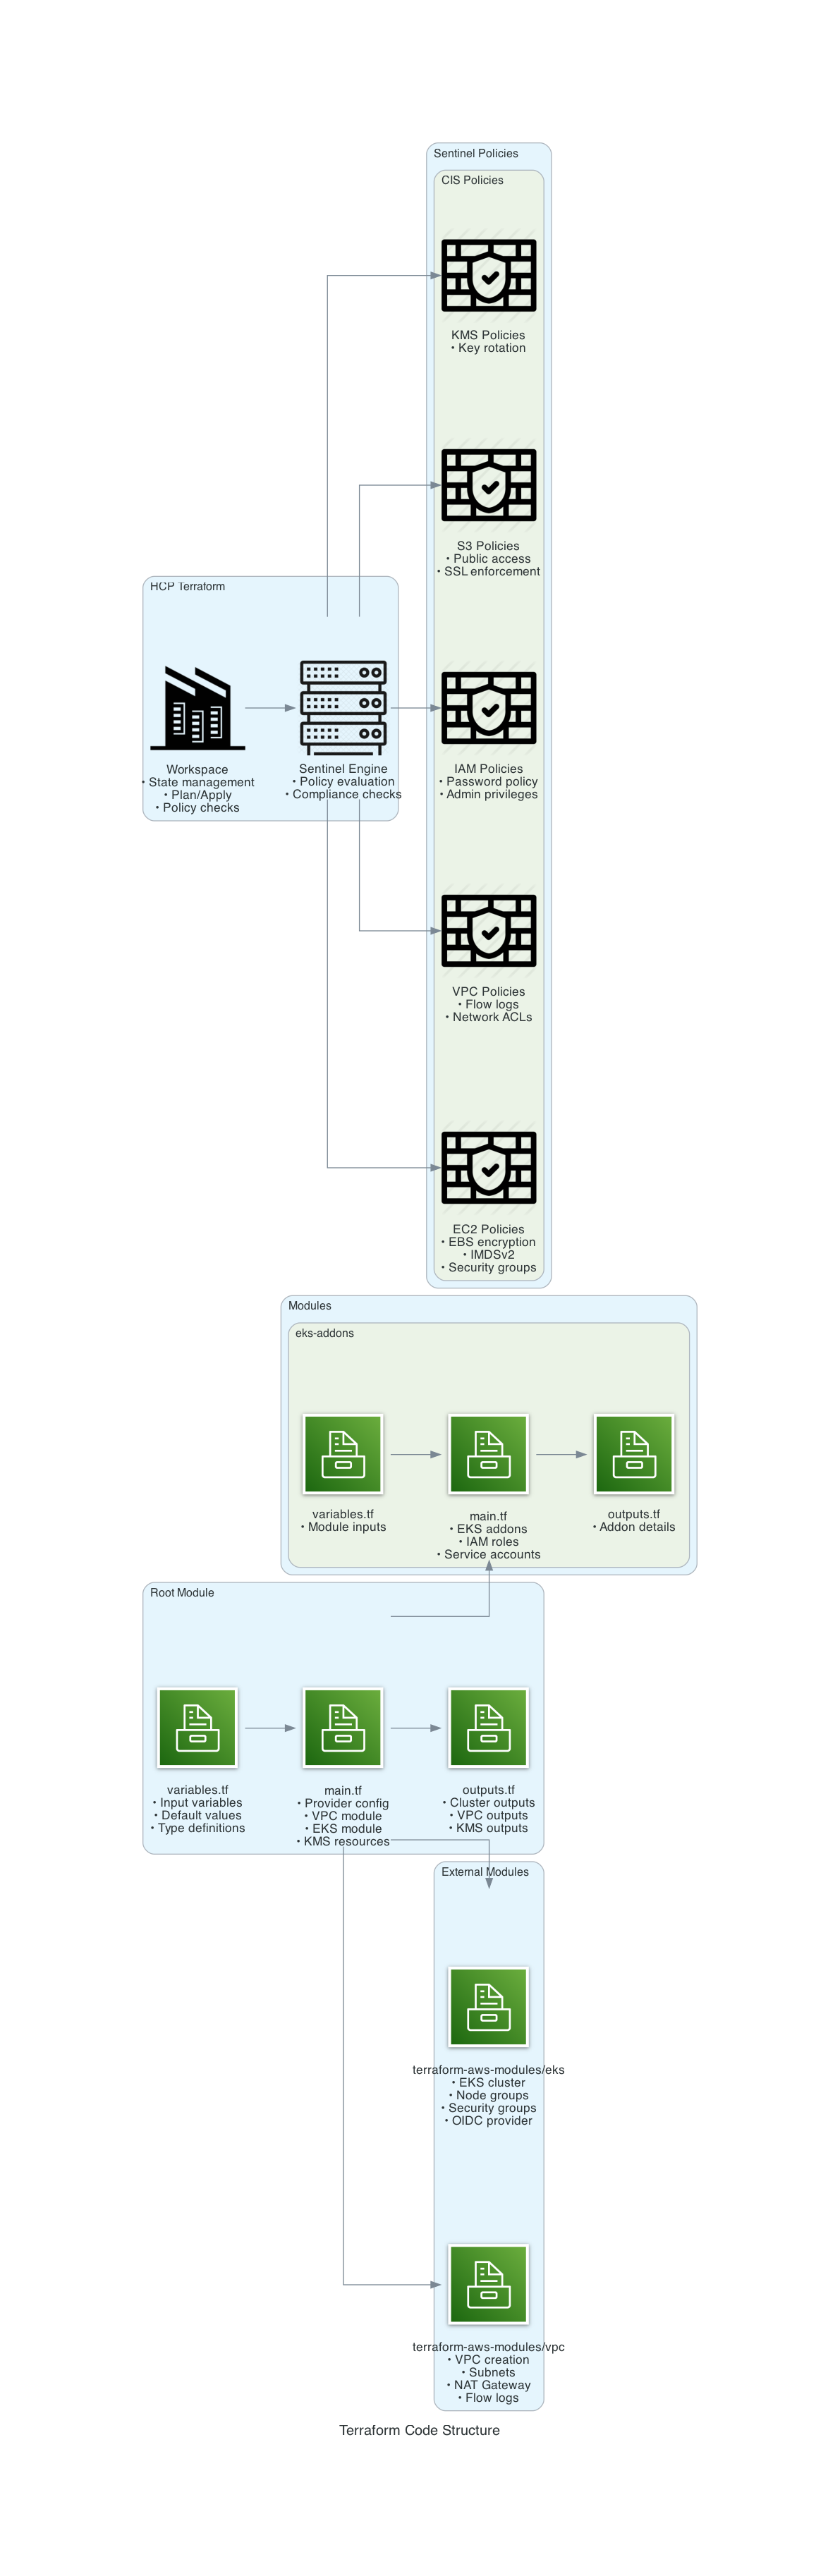 Sentinel Policies
CIS Policies
KMS Policies
• Key rotation
S3 Policies
• Public access
• SSL enforcement
HCP Terraform
Workspace
• State management
• Plan/Apply
• Policy checks
Sentinel Engine
• Policy evaluation
• Compliance checks
IAM Policies
• Password policy
• Admin privileges
VPC Policies
• Flow logs
• Network ACLs
EC2 Policies
• EBS encryption
• IMDSv2
• Security groups
Modules
eks-addons
variables.tf
• Module inputs
main.tf
• EKS addons
• IAM roles
• Service accounts
outputs.tf
• Addon details
Root Module
variables.tf
• Input variables
• Default values
• Type definitions
main.tf
• Provider config
• VPC module
• EKS module
• KMS resources
outputs.tf
• Cluster outputs
• VPC outputs
• KMS outputs
External Modules
terraform-aws-modules/eks
• EKS cluster
• Node groups
• Security groups
• OIDC provider
terraform-aws-modules/vpc
• VPC creation
• Subnets
• NAT Gateway
• Flow logs
Terraform Code Structure